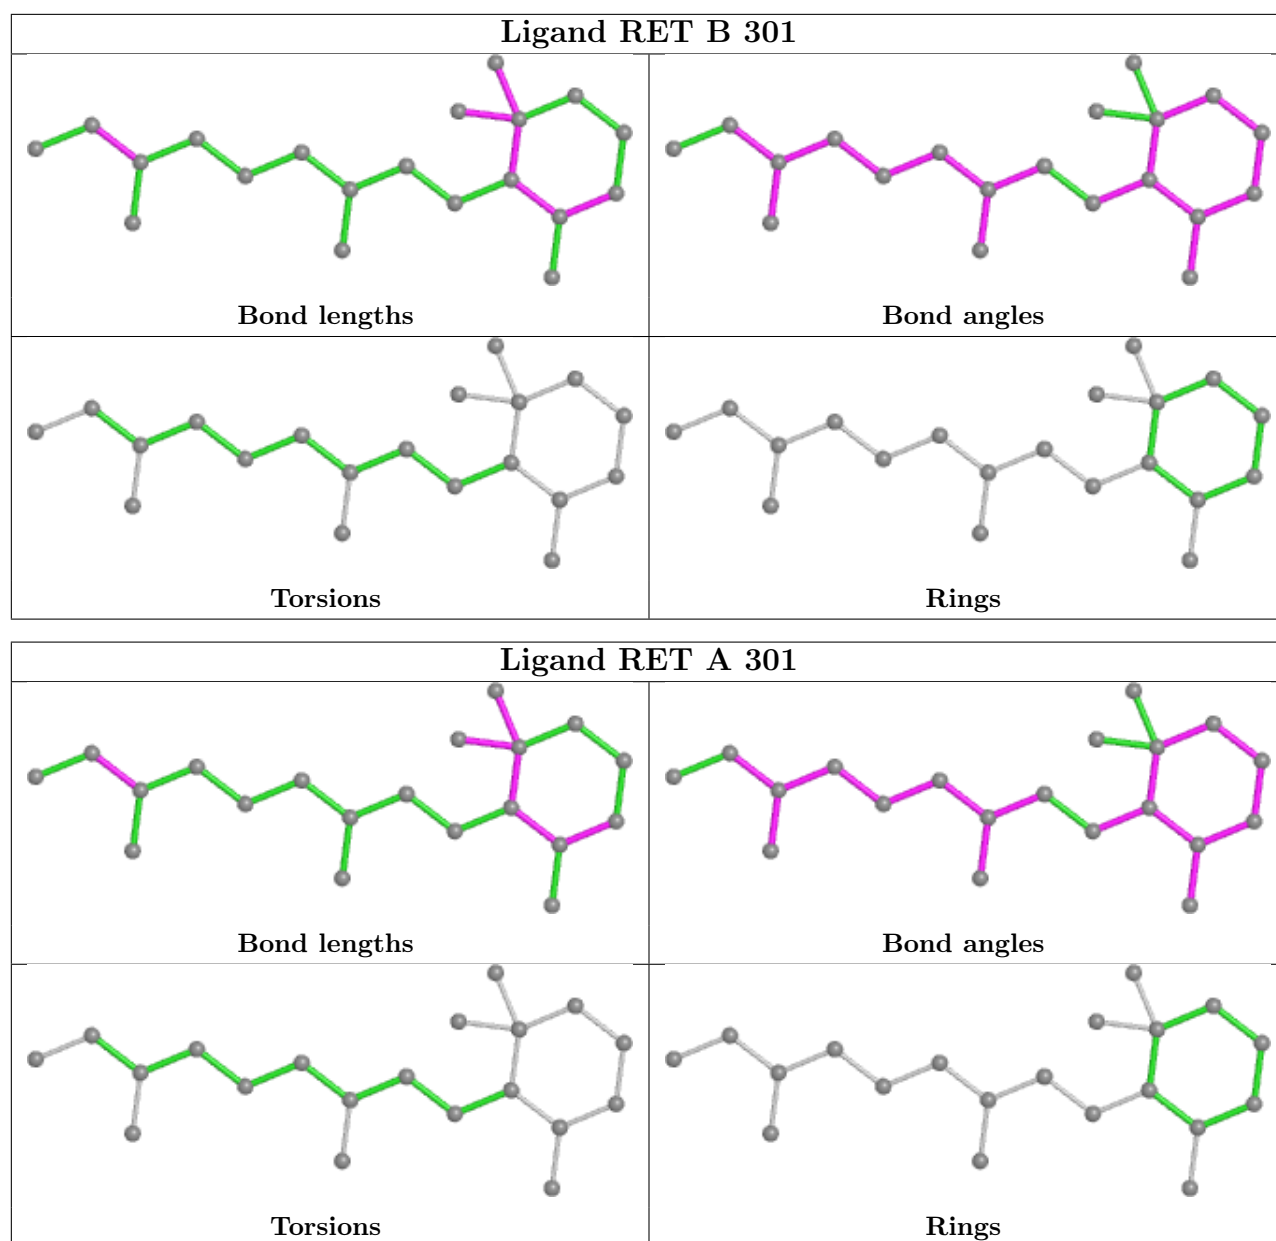 Ligand RET B 301
Bond lengths
Bond angles
Torsions
Rings
Ligand RET A 301
Bond lengths
Bond angles
Torsions
Rings